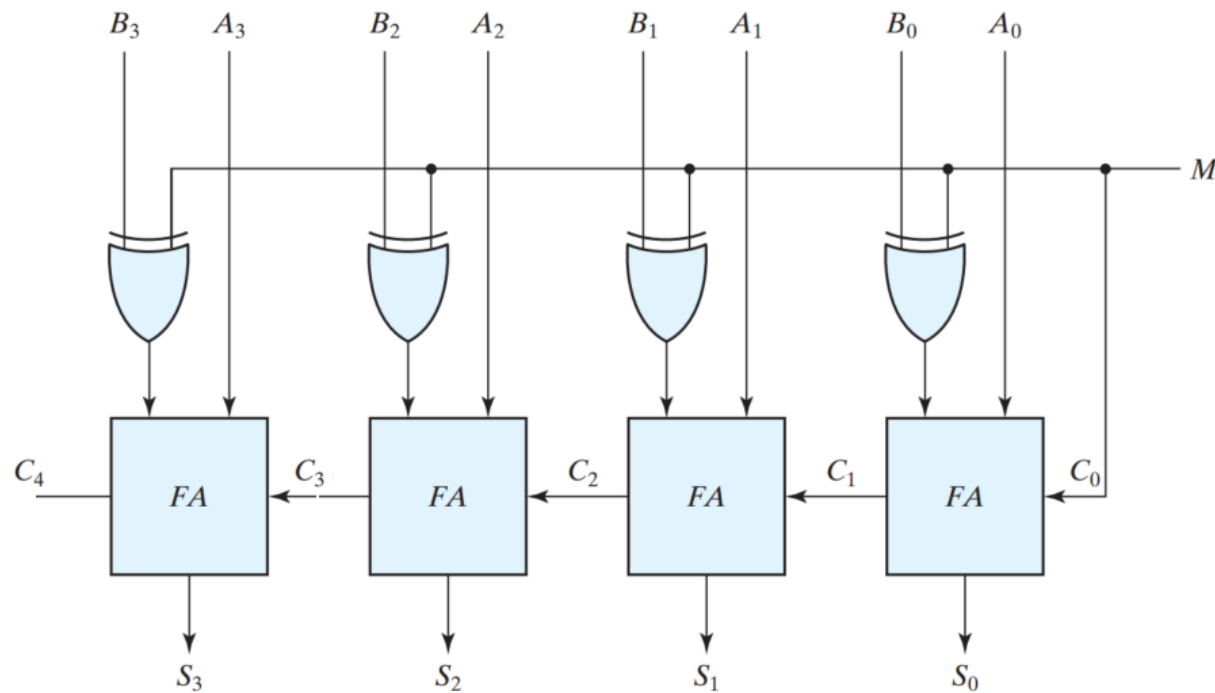 B₃ A₃ B₂ A₂ B₁ A₁ B₀ A₀
M
C₄ FA C₃ FA C₂ FA C₁ FA C₀
S₃ S₂ S₁ S₀